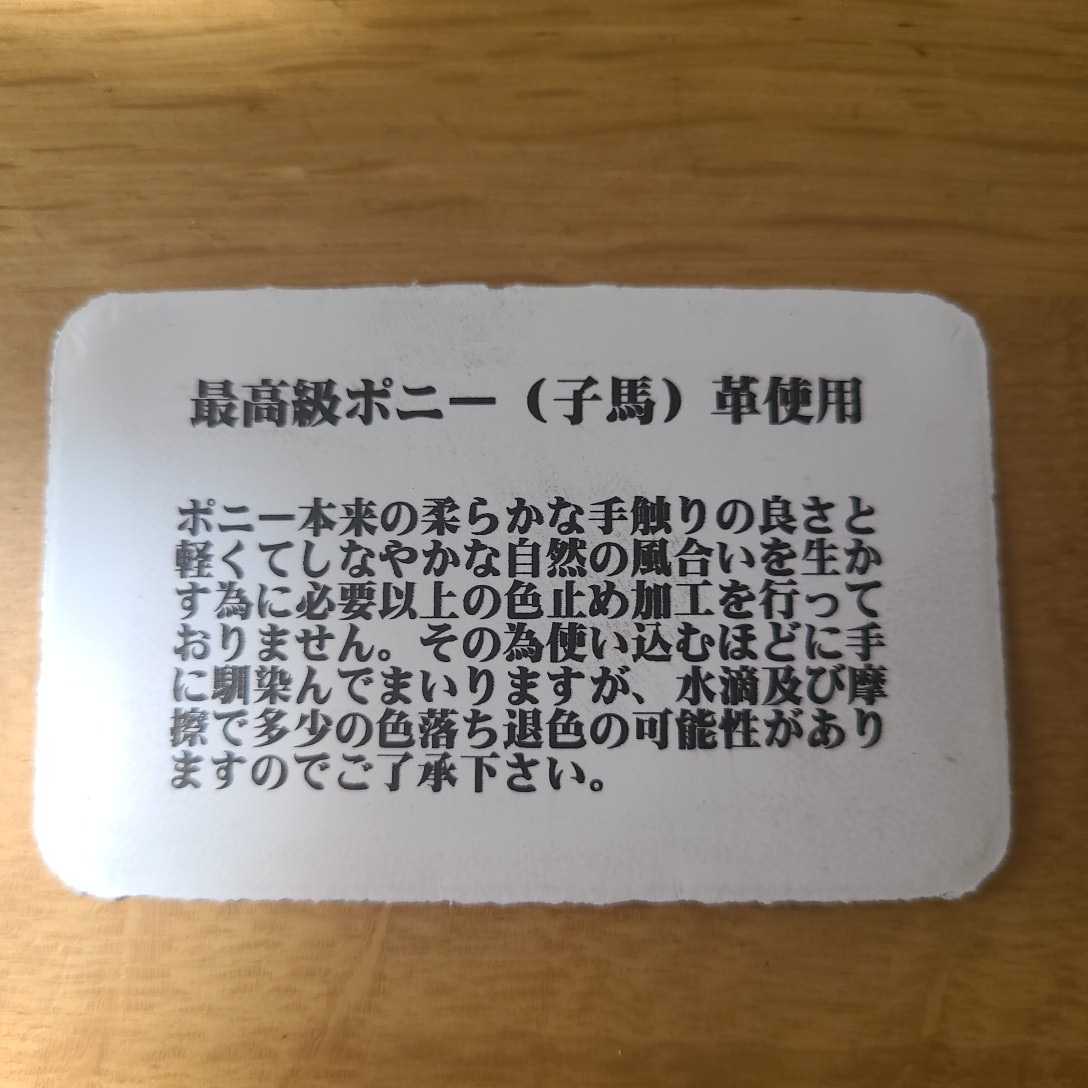 最高級ポニー（子馬）革使用
ポニー本来の柔らかな手触りの良さと
軽くてしなやかな自然の風合いを生か
す為に必要以上の色止め加工を行って
おりません。その為使い込むほどに手
に馴染んでまいりますが、水滴及び摩
擦で多少の色落ち退色の可能性があり
ますのでご了承下さい。